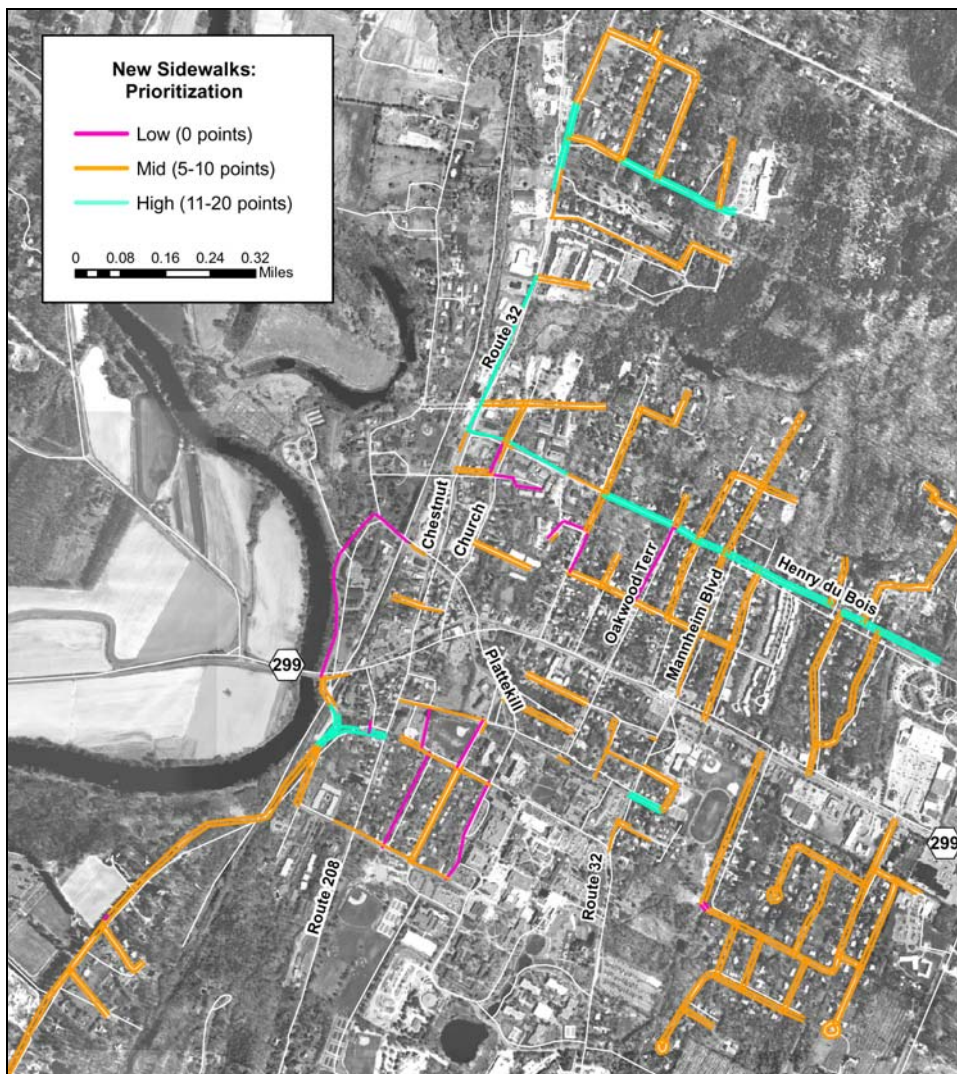 New Sidewalks:
Prioritization
Low (0 points)
Mid (5-10 points)
High (11-20 points)
0 0.08 0.16 0.24 0.32
Miles
Route 32
Chestnut
Church
Oakwood Terr
Mannheim Blvd
Henry du Bois
299
Plattekill
299
Route 208
Route 32